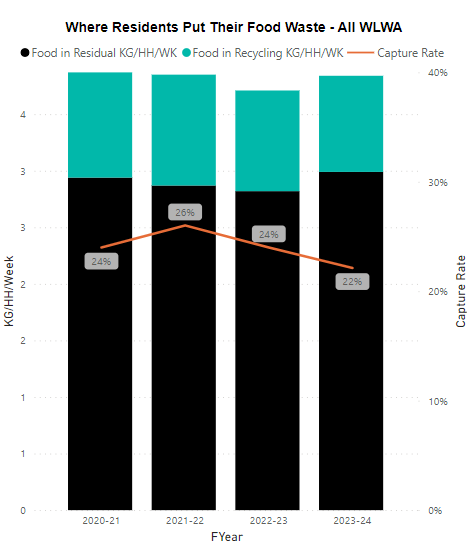 Where Residents Put Their Food Waste - All WLWA
Food in Residual KG/HH/WK Food in Recycling KG/HH/WK Capture Rate
40%
4
3
30%
3
26%
24%
24%
22%
2
20%
2
1
10%
1
0
0%
KG/HH/Week
Capture Rate
2020-21 2021-22 2022-23 2023-24
FYear